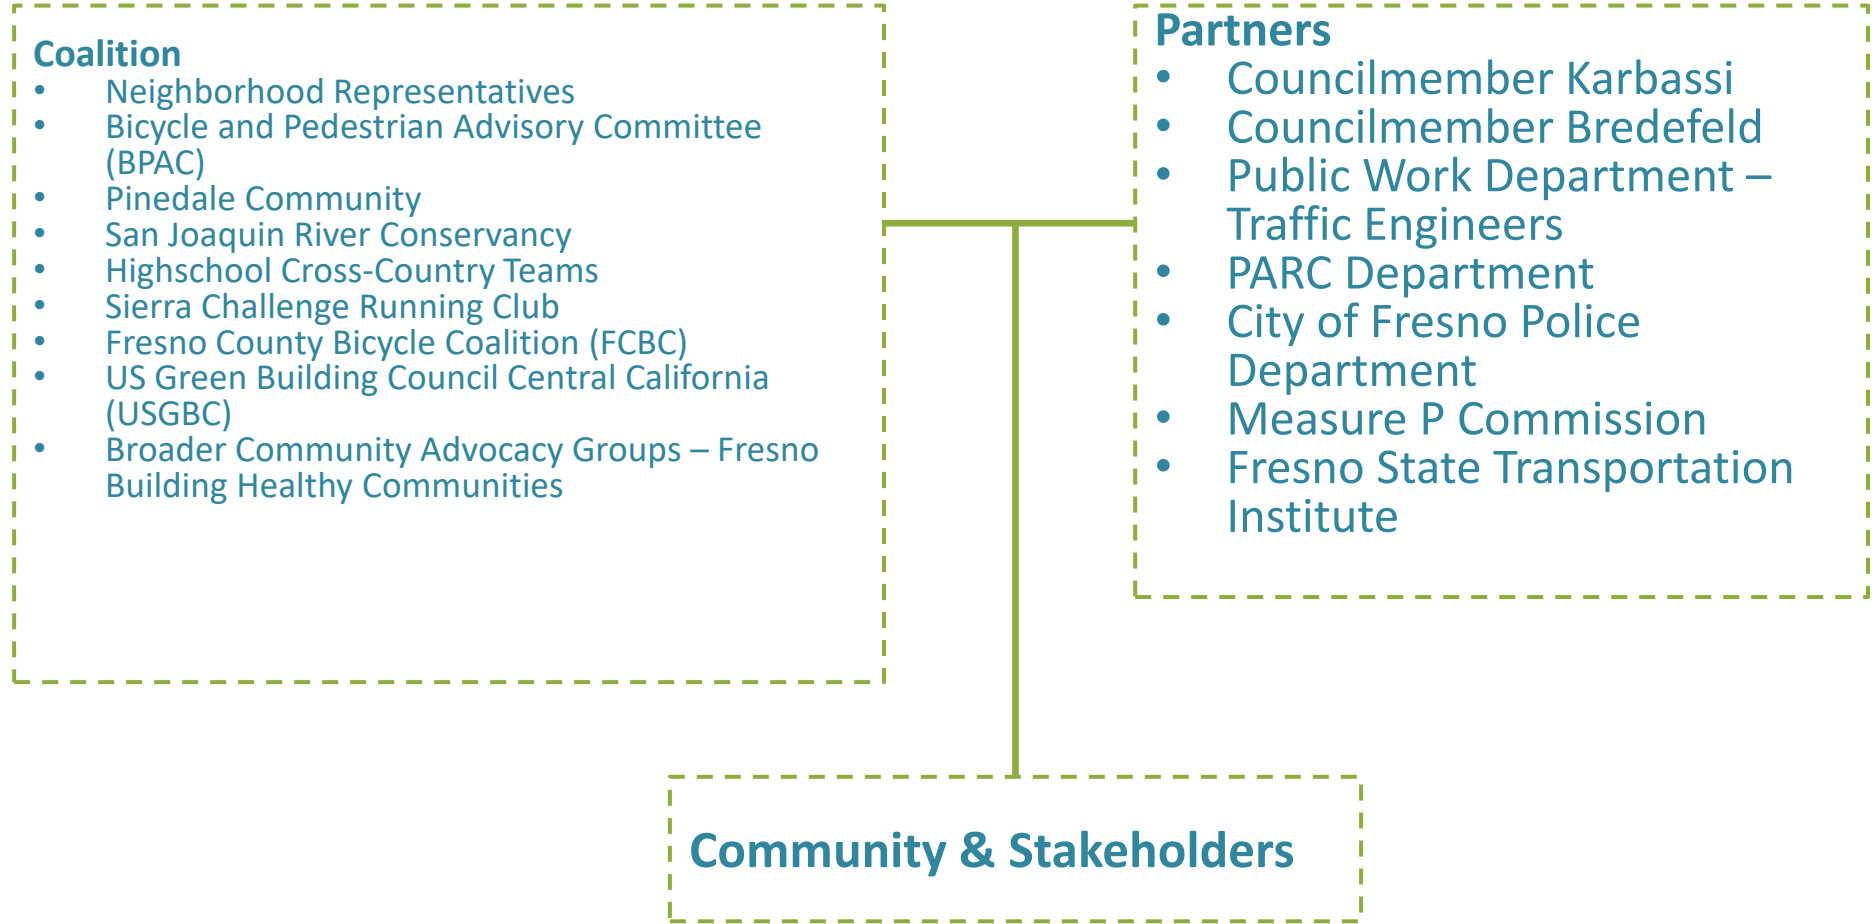 Coalition
• Neighborhood Representatives
• Bicycle and Pedestrian Advisory Committee
(BPAC)
• Pinedale Community
• San Joaquin River Conservancy
• Highschool Cross-Country Teams
• Sierra Challenge Running Club
• Fresno County Bicycle Coalition (FCBC)
• US Green Building Council Central California
(USGBC)
• Broader Community Advocacy Groups – Fresno
Building Healthy Communities
Partners
• Councilmember Karbassi
• Councilmember Bredefeld
• Public Work Department –
Traffic Engineers
• PARC Department
• City of Fresno Police
Department
• Measure P Commission
• Fresno State Transportation
Institute
Community & Stakeholders